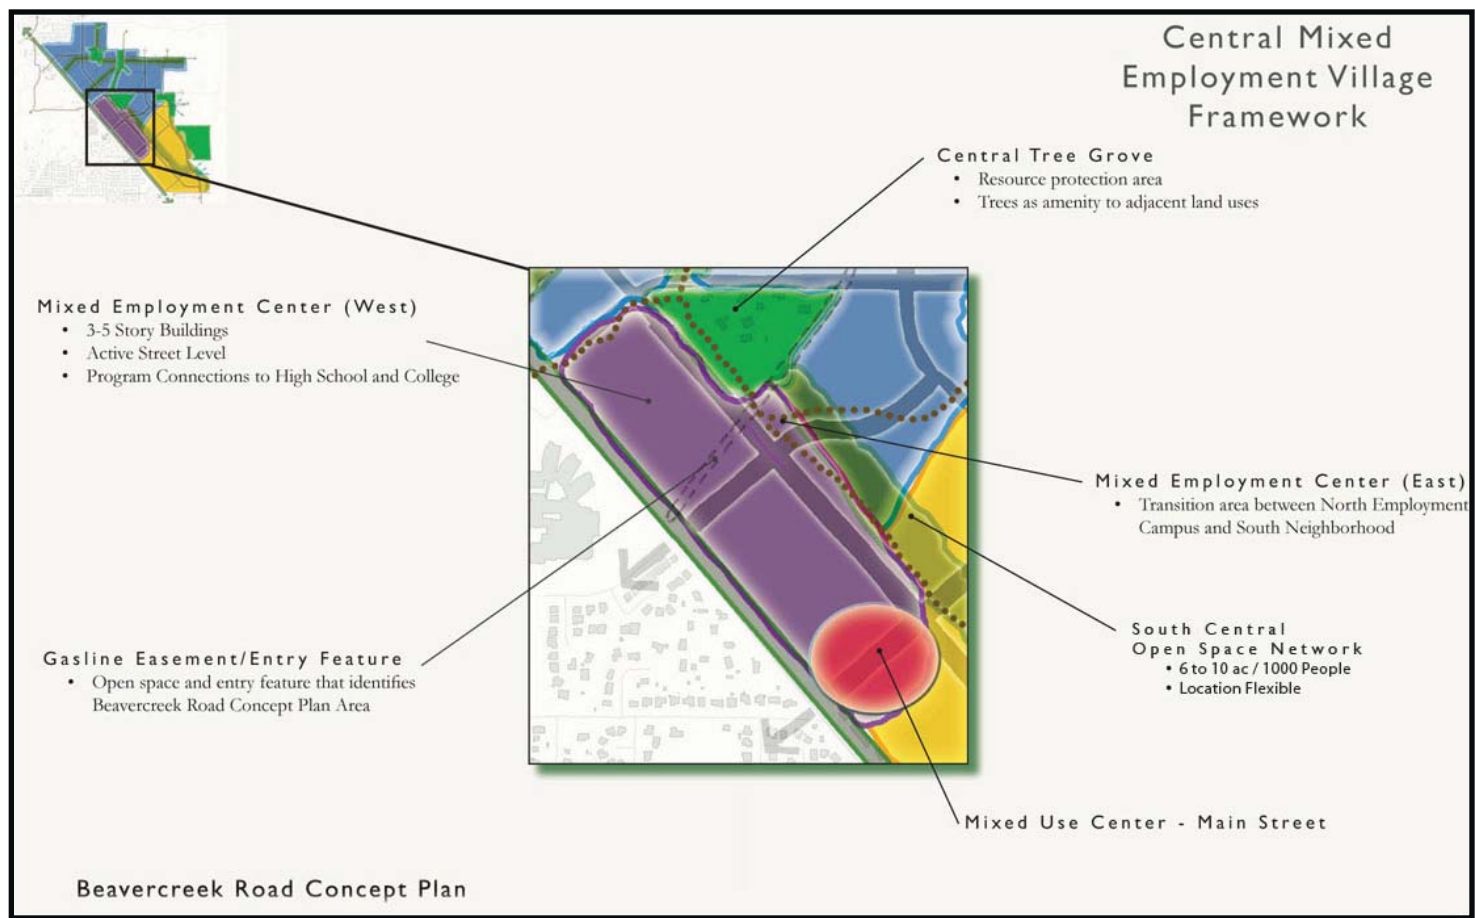 Central Mixed
Employment Village
Framework
Central Tree Grove
• Resource protection area
• Trees as amenity to adjacent land uses
Mixed Employment Center (West)
• 3-5 Story Buildings
• Active Street Level
• Program Connections to High School and College
Mixed Employment Center (East)
• Transition area between North Employment
Campus and South Neighborhood
South Central
Open Space Network
• 6 to 10 ac / 1000 People
• Location Flexible
Gasline Easement/Entry Feature
• Open space and entry feature that identifies
Beavercreek Road Concept Plan Area
Mixed Use Center - Main Street
Beavercreek Road Concept Plan